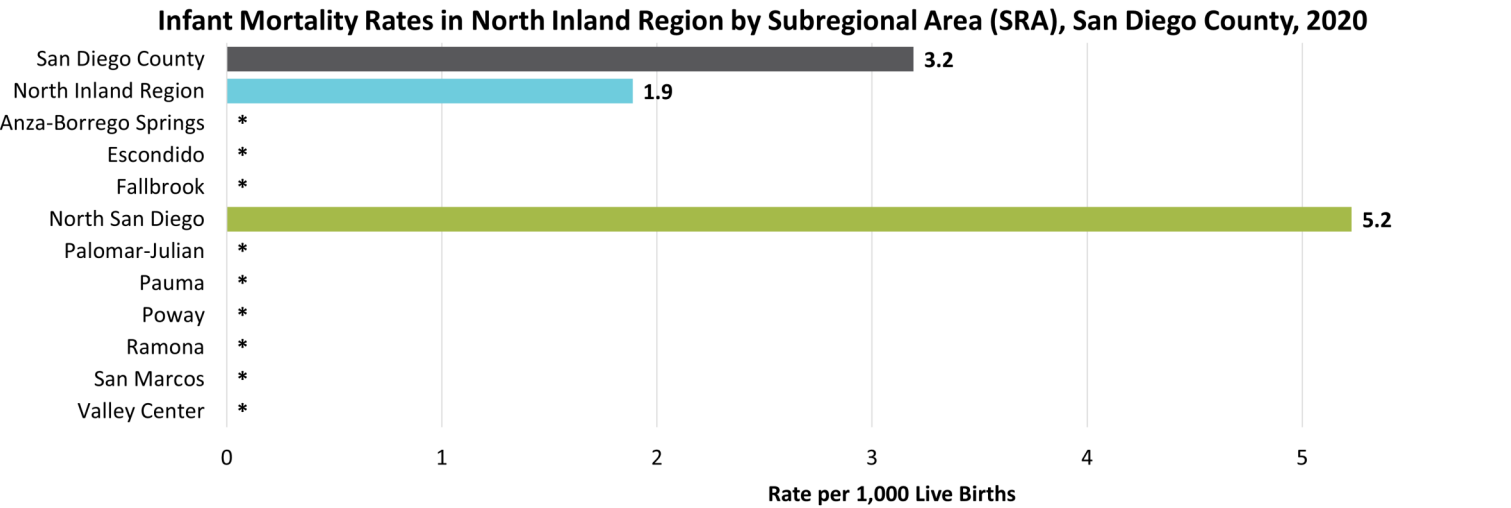 Infant Mortality Rates in North Inland Region by Subregional Area (SRA), San Diego County, 2020
San Diego County 3.2
North Inland Region 1.9
Anza-Borrego Springs *
Escondido *
Fallbrook *
North San Diego 5.2
Palomar-Julian *
Pauma *
Poway *
Ramona *
San Marcos *
Valley Center *
0 1 2 3 4 5
Rate per 1,000 Live Births